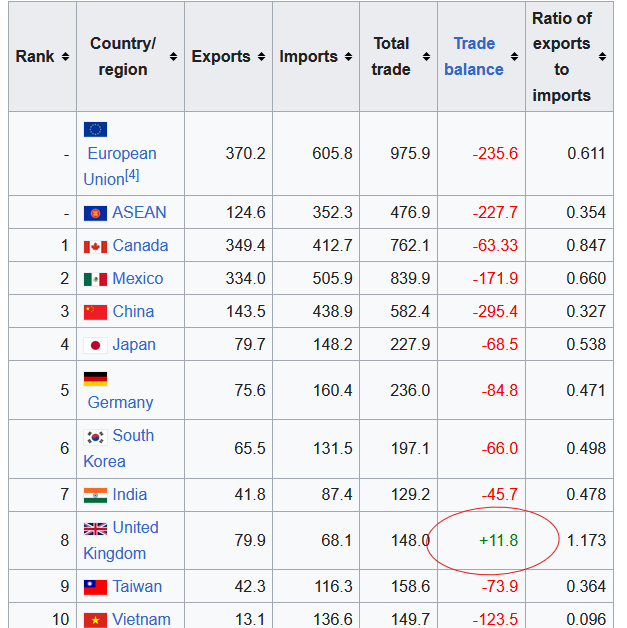 Rank Country/ region Exports Imports Total trade Trade balance Ratio of exports to imports
- European Union[4] 370.2 605.8 975.9 -235.6 0.611
- ASEAN 124.6 352.3 476.9 -227.7 0.354
1 Canada 349.4 412.7 762.1 -63.33 0.847
2 Mexico 334.0 505.9 839.9 -171.9 0.660
3 China 143.5 438.9 582.4 -295.4 0.327
4 Japan 79.7 148.2 227.9 -68.5 0.538
5 Germany 75.6 160.4 236.0 -84.8 0.471
6 South Korea 65.5 131.5 197.1 -66.0 0.498
7 India 41.8 87.4 129.2 -45.7 0.478
8 United Kingdom 79.9 68.1 148.0 +11.8 1.173
9 Taiwan 42.3 116.3 158.6 -73.9 0.364
10 Vietnam 13.1 136.6 149.7 -123.5 0.096